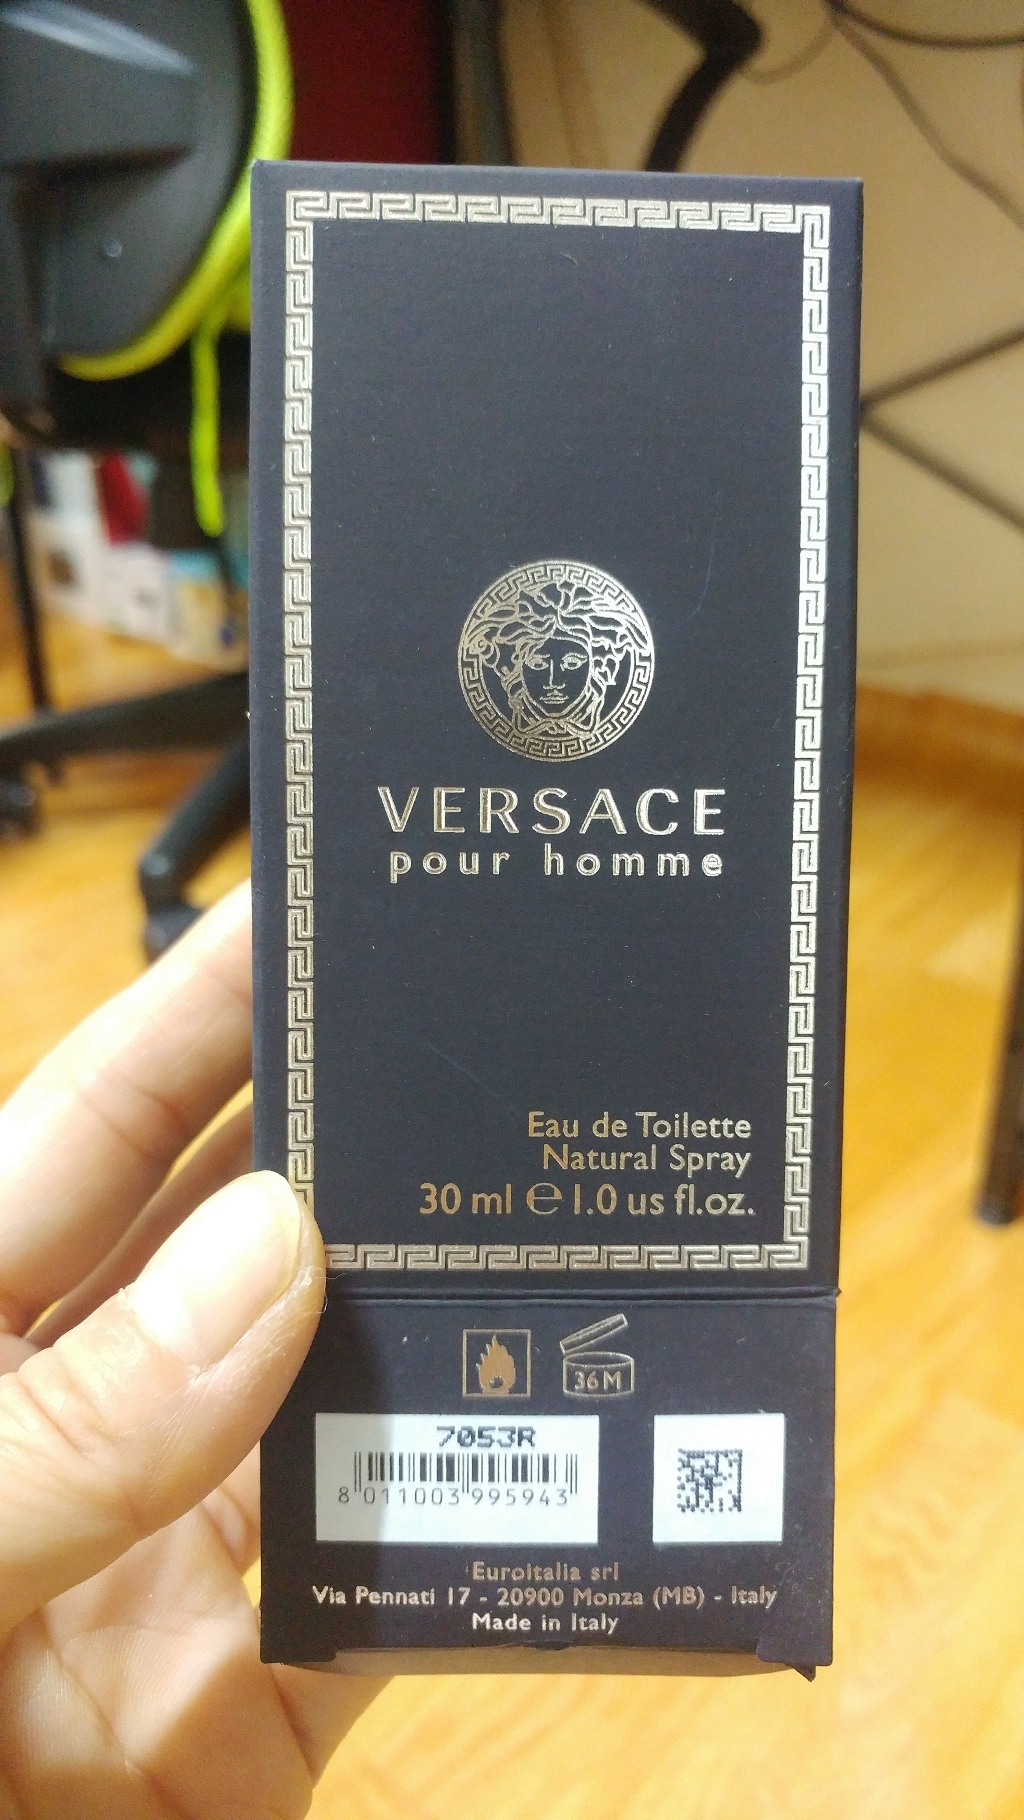 VERSACE
pour homme
Eau de Toilette
Natural Spray
30 ml ℮ 1.0 us fl.oz.
36 M
7053R
8 011003 995943
EuroItalia srl
Via Pennati 17 - 20900 Monza (MB) - Italy
Made in Italy